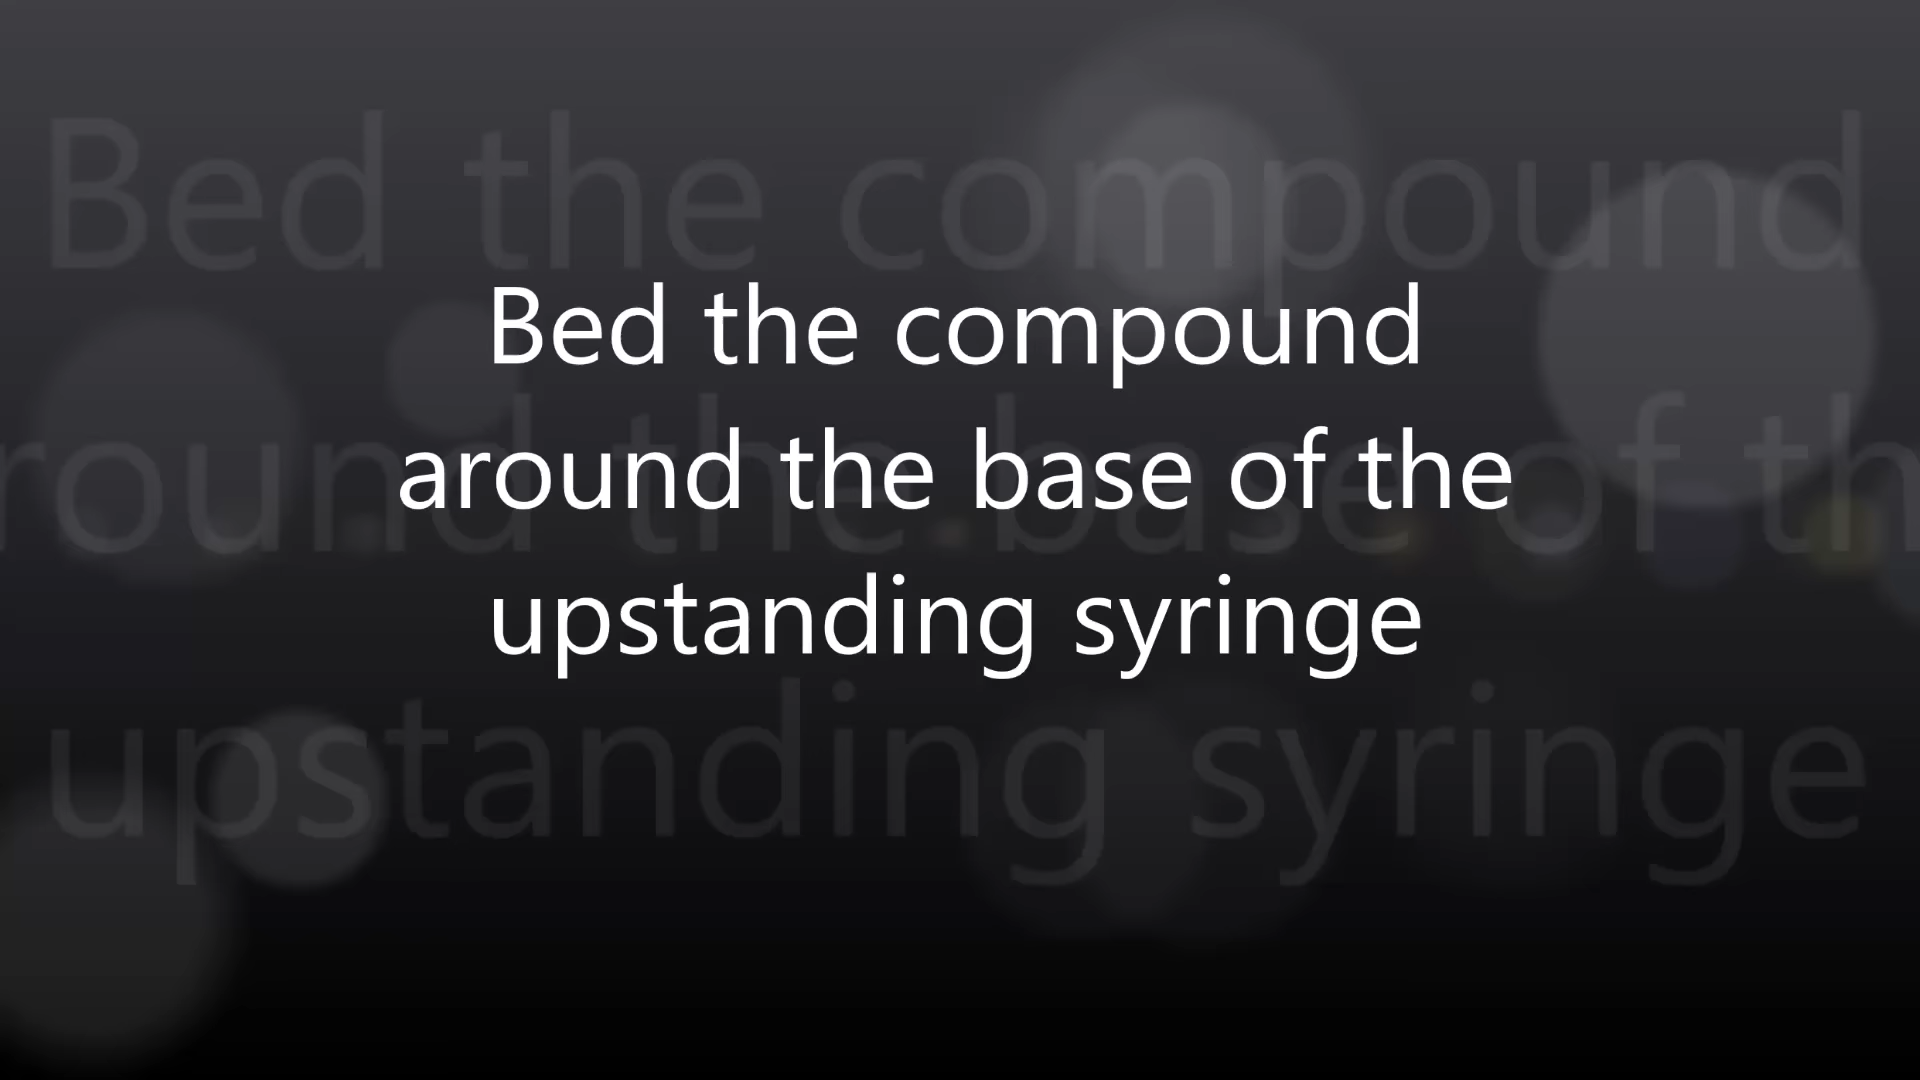 Bed the compound
around the base of the
upstanding syringe